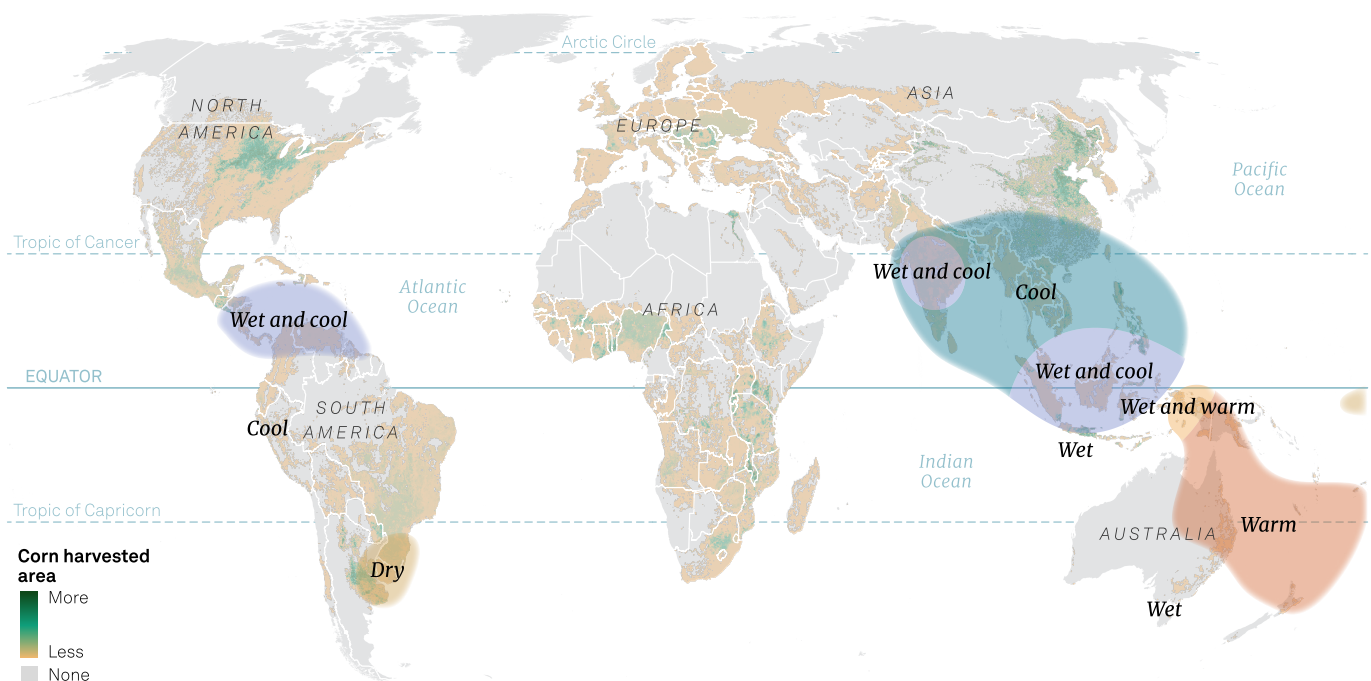 Arctic Circle
NORTH
AMERICA
EUROPE
ASIA
Pacific
Ocean
Tropic of Cancer
Atlantic
Ocean
AFRICA
Wet and cool
Cool
Wet and cool
EQUATOR
Wet and cool
Wet and warm
SOUTH
AMERICA
Cool
Wet
Indian
Ocean
Tropic of Capricorn
AUSTRALIA
Warm
Dry
Wet
Corn harvested
area
More
Less
None